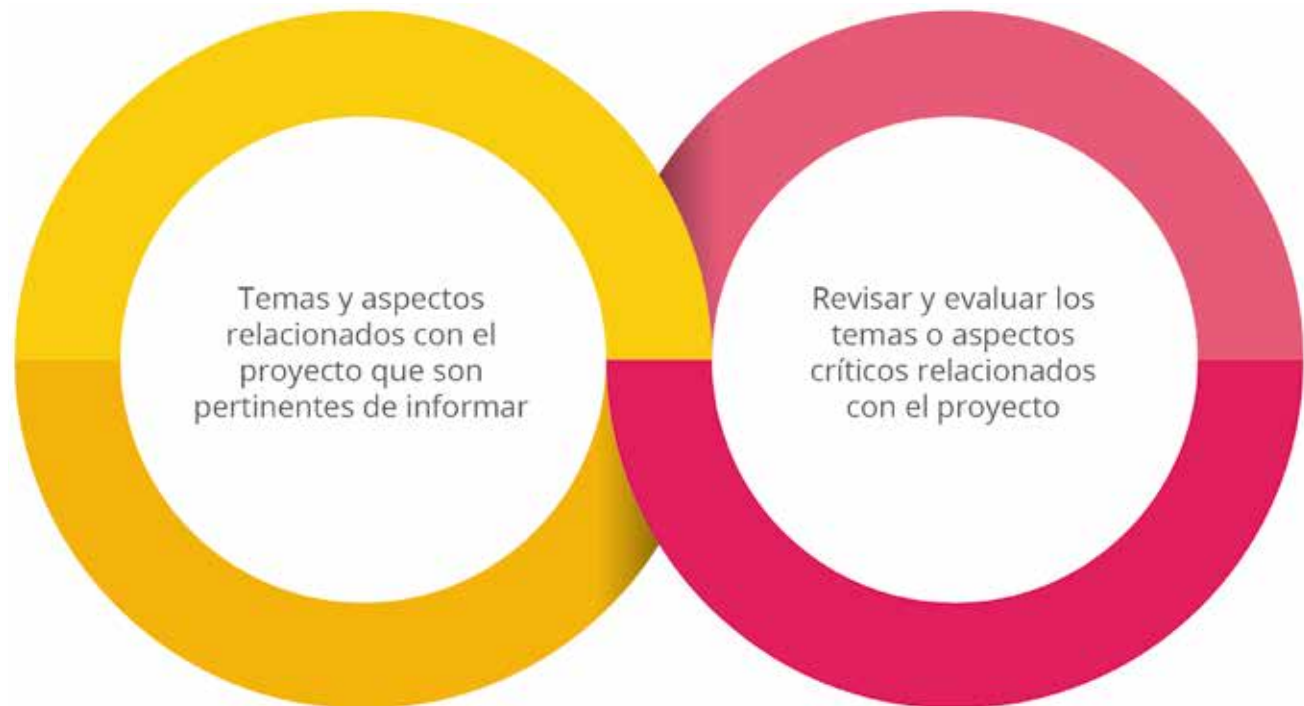 Temas y aspectos
relacionados con el
proyecto que son
pertinentes de informar
Revisar y evaluar los
temas o aspectos
críticos relacionados
con el proyecto